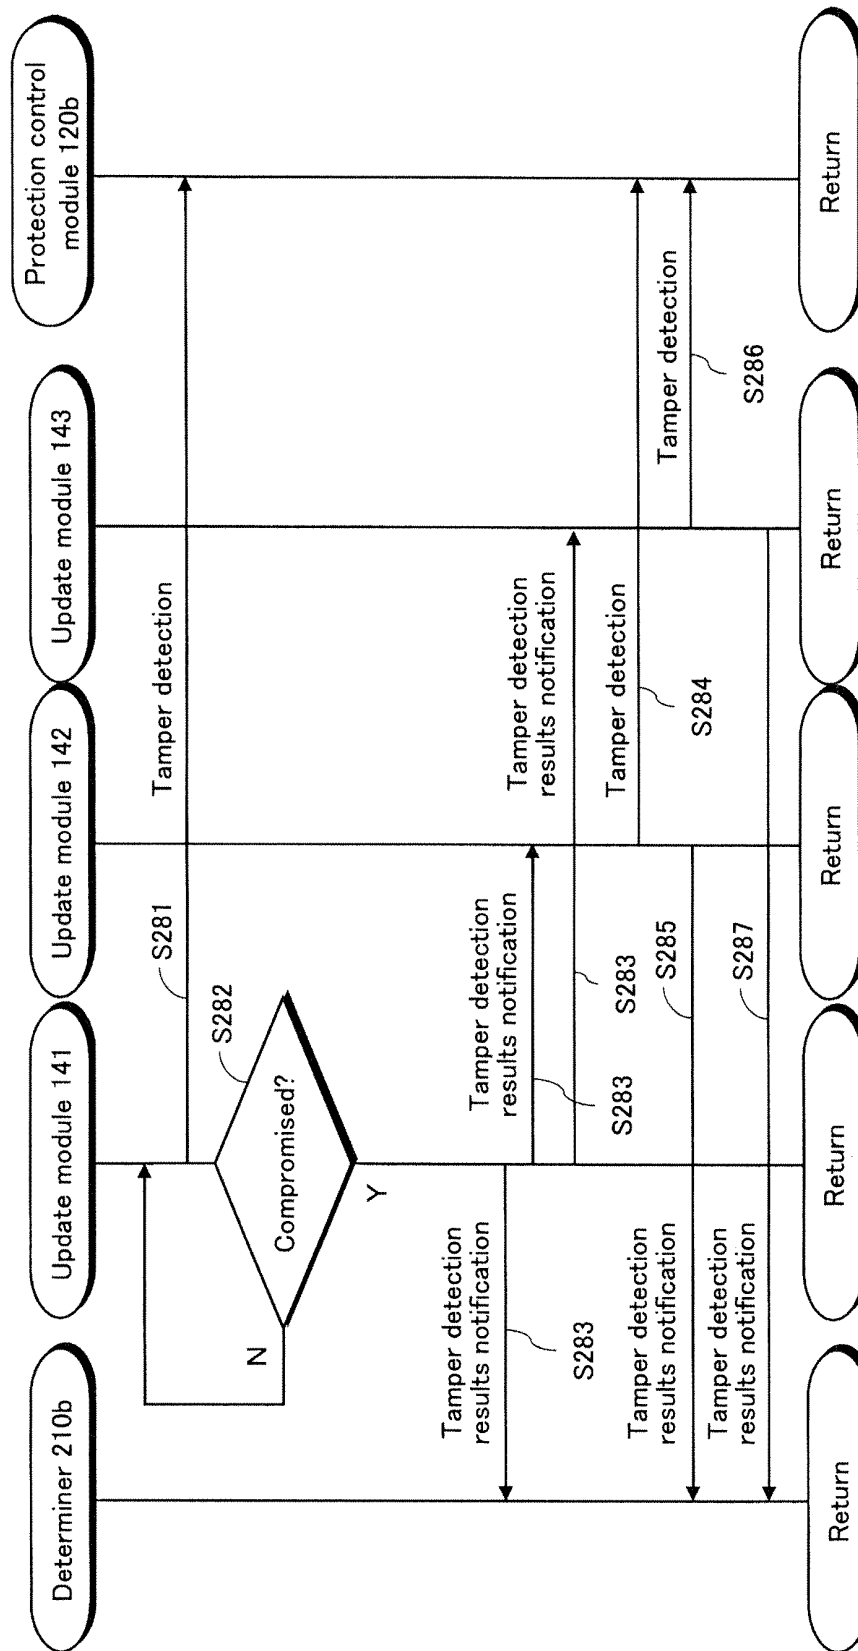 Determiner 210b
Update module 141
Update module 142
Update module 143
Protection control
module 120b
S281
Tamper detection
S282
Compromised?
N
Y
Tamper detection
results notification
S283
Tamper detection
results notification
S283
Tamper detection
results notification
S283
Tamper detection
S284
Tamper detection
results notification
S285
Tamper detection
S286
Tamper detection
results notification
S287
Return
Return
Return
Return
Return